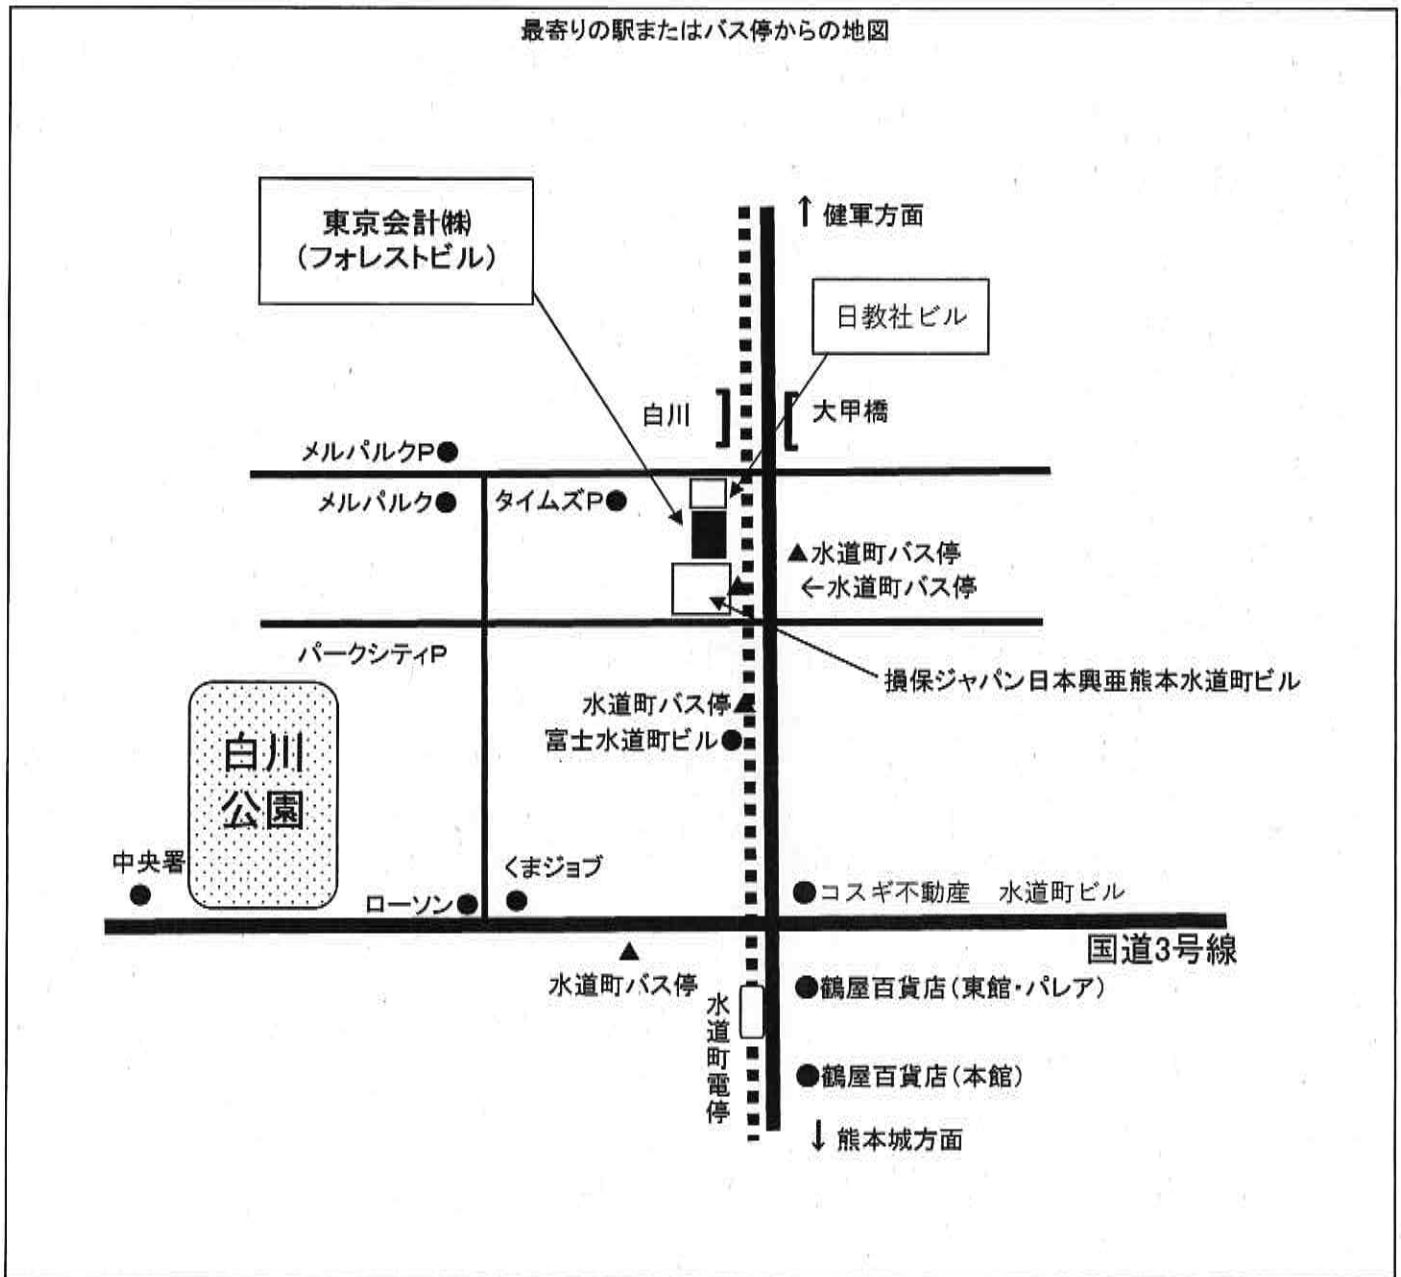 最寄りの駅またはバス停からの地図
東京会計㈱
(フォレストビル)
↑ 健軍方面
日教社ビル
白川
大甲橋
メルパルクP●
メルパルク●
タイムズP●
▲水道町バス停
←水道町バス停
パークシティP
損保ジャパン日本興亜熊本水道町ビル
水道町バス停▲
富士水道町ビル●
白川
公園
中央署
くまジョブ
ローソン●
●コスギ不動産　水道町ビル
国道3号線
水道町バス停
水道町電停
●鶴屋百貨店(東館・パレア)
●鶴屋百貨店(本館)
↓ 熊本城方面